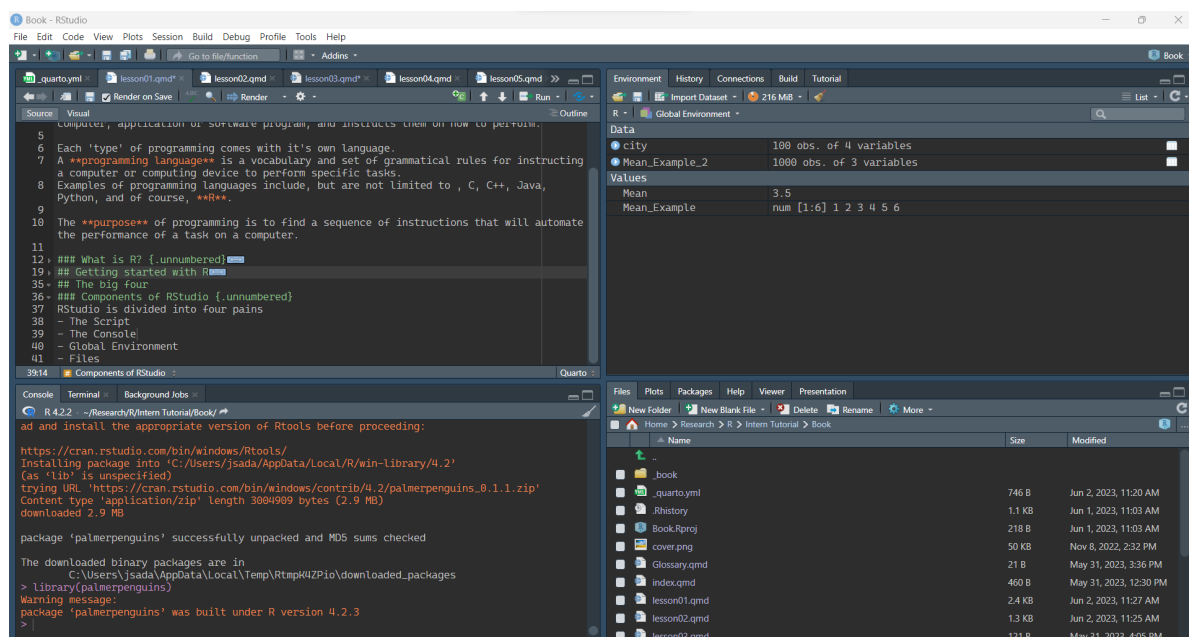 Book - RStudio
File Edit Code View Plots Session Build Debug Profile Tools Help
Go to file/function Addins Book
_quarto.yml lesson01.qmd* lesson02.qmd lesson03.qmd* lesson04.qmd lesson05.qmd
Render on Save ABC Render Run
Source Visual Outline
computer, application or software program, and instructs them on how to perform.
5
6 Each 'type' of programming comes with it's own language.
7 A **programming language** is a vocabulary and set of grammatical rules for instructing
a computer or computing device to perform specific tasks.
8 Examples of programming languages include, but are not limited to , C, C++, Java,
Python, and of course, **R**.
9
10 The **purpose** of programming is to find a sequence of instructions that will automate
the performance of a task on a computer.
11
12 ### What is R? {.unnumbered}
19 ## Getting started with R
35 ## The big four
36 ### Components of RStudio {.unnumbered}
37 RStudio is divided into four pains
38 - The Script
39 - The Console
40 - Global Environment
41 - Files
39:14 # Components of RStudio Quarto
Console Terminal Background Jobs
R 4.2.2 · ~/Research/R/Intern Tutorial/Book/
ad and install the appropriate version of Rtools before proceeding:
https://cran.rstudio.com/bin/windows/Rtools/
Installing package into ‘C:/Users/jsada/AppData/Local/R/win-library/4.2’
(as ‘lib’ is unspecified)
trying URL 'https://cran.rstudio.com/bin/windows/contrib/4.2/palmerpenguins_0.1.1.zip'
Content type 'application/zip' length 3004909 bytes (2.9 MB)
downloaded 2.9 MB
package ‘palmerpenguins’ successfully unpacked and MD5 sums checked
The downloaded binary packages are in
C:\Users\jsada\AppData\Local\Temp\RtmpK4ZPio\downloaded_packages
> library(palmerpenguins)
Warning message:
package ‘palmerpenguins’ was built under R version 4.2.3
>
Environment History Connections Build Tutorial
Import Dataset 216 MiB List
R Global Environment
Data
city 100 obs. of 4 variables
Mean_Example_2 1000 obs. of 3 variables
Values
Mean 3.5
Mean_Example num [1:6] 1 2 3 4 5 6
Files Plots Packages Help Viewer Presentation
New Folder New Blank File Delete Rename More
Home Research R Intern Tutorial Book
Name Size Modified
..
_book
_quarto.yml 746 B Jun 2, 2023, 11:20 AM
.Rhistory 1.1 KB Jun 1, 2023, 11:03 AM
Book.Rproj 218 B Jun 1, 2023, 11:03 AM
cover.png 50 KB Nov 8, 2022, 2:32 PM
Glossary.qmd 21 B May 31, 2023, 3:36 PM
index.qmd 460 B May 31, 2023, 12:30 PM
lesson01.qmd 2.4 KB Jun 2, 2023, 11:27 AM
lesson02.qmd 1.3 KB Jun 2, 2023, 11:25 AM
lesson03.qmd 121 B May 31, 2023, 4:05 PM